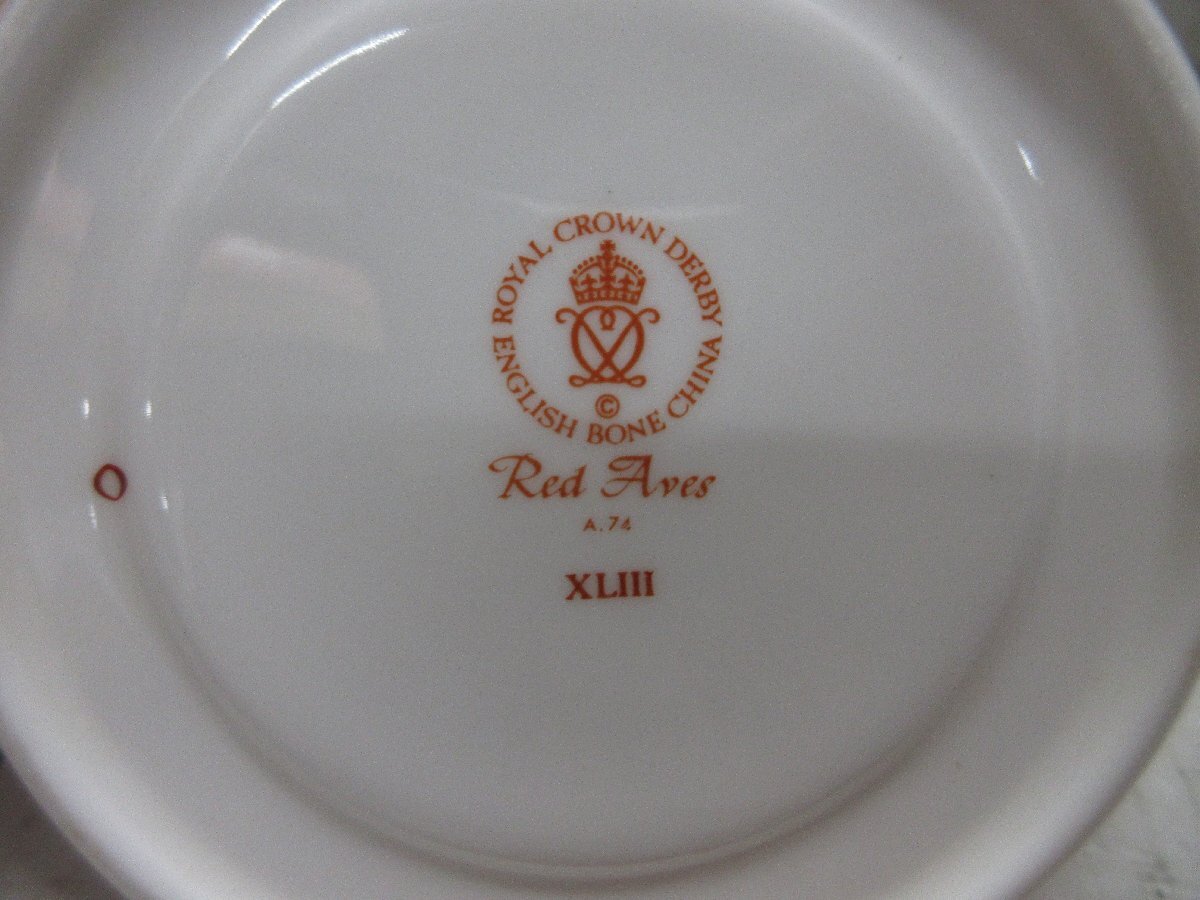 ROYAL CROWN DERBY
ENGLISH BONE CHINA
©
Red Aves
A.74
XLIII
O